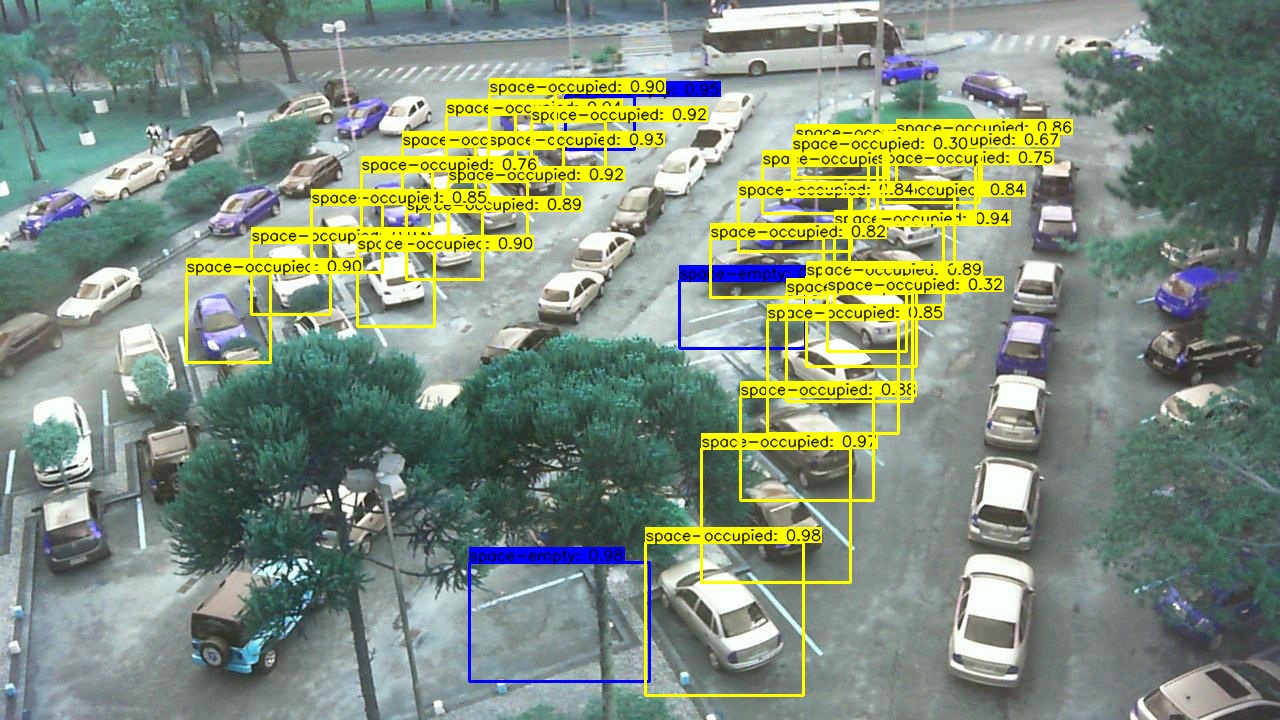 space-occupied: 0.90
0.95
space-occu 0.94
space-occupied: 0.92
space-occ
space-occupied: 0.93
0.76
space-occupied: 0.92
space-occupied: 0.85
space-occupied: 0.89
space-occupied
space-occupied: 0.90
space-occupied: 0.90
space-occupied: 0.86
space-occupied: 0.30
upied: 0.67
space-occupied
space-occupied: 0.75
space-occupied: 0.84
occupied: 0.84
space-occupied: 0.94
space-occupied: 0.82
space-empty: 0
space-occupied: 0.89
space-occupied: 0.32
space-occupied: 0.85
space-occupied: 0.88
space-occupied: 0.97
space-occupied: 0.98
space-empty: 0.98